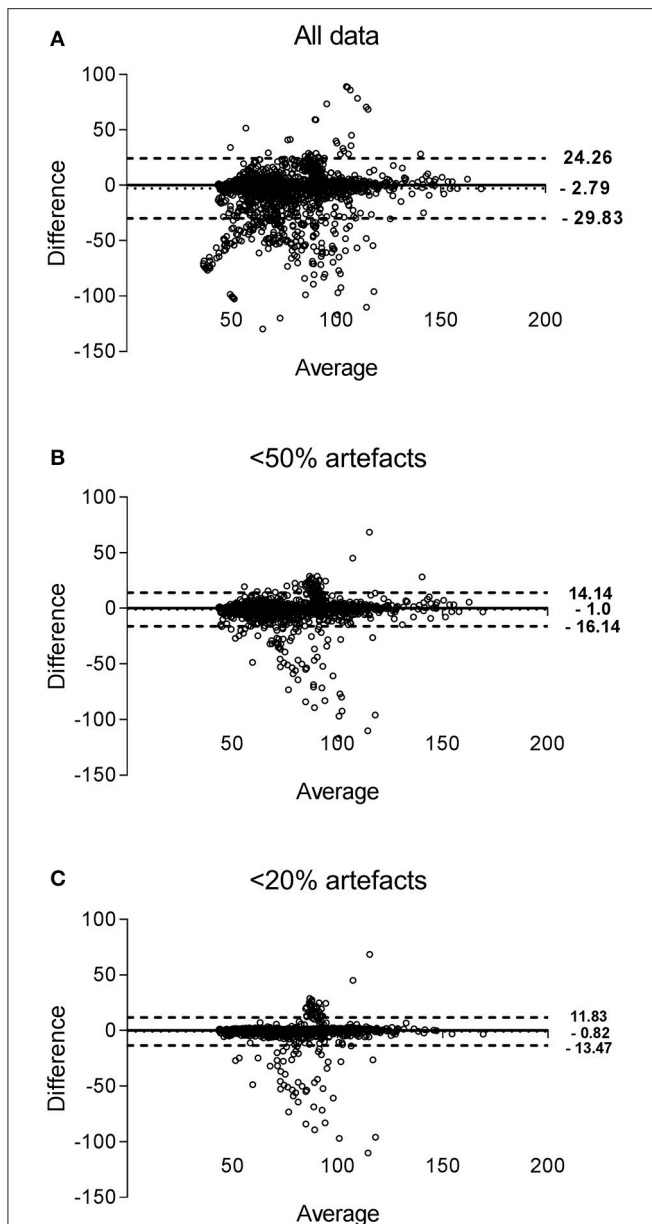 A
All data
100
50
0
-50
-100
-150
Difference
50 100 150 200
Average
24.26
- 2.79
- 29.83
B
<50% artefacts
100
50
0
-50
-100
-150
Difference
50 100 150 200
Average
14.14
- 1.0
- 16.14
C
<20% artefacts
100
50
0
-50
-100
-150
Difference
50 100 150 200
Average
11.83
- 0.82
- 13.47